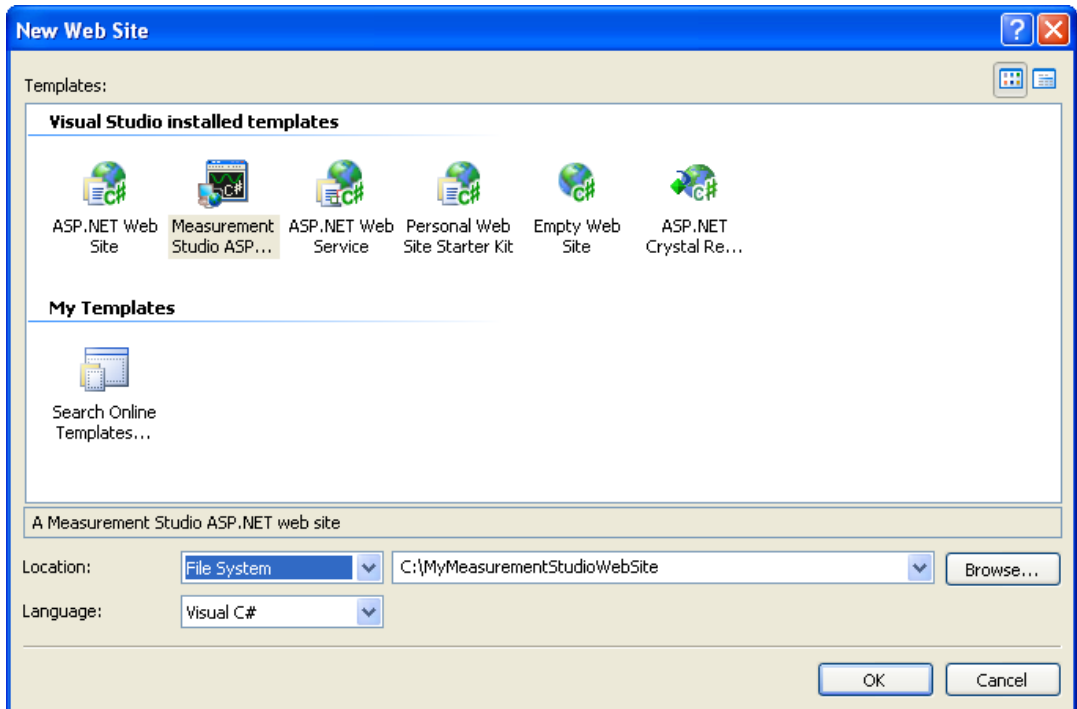 New Web Site
Templates:
Visual Studio installed templates
ASP.NET Web Site
Measurement Studio ASP...
ASP.NET Web Service
Personal Web Site Starter Kit
Empty Web Site
ASP.NET Crystal Re...
My Templates
Search Online Templates...
A Measurement Studio ASP.NET web site
Location:
File System
C:\MyMeasurementStudioWebSite
Browse...
Language:
Visual C#
OK
Cancel